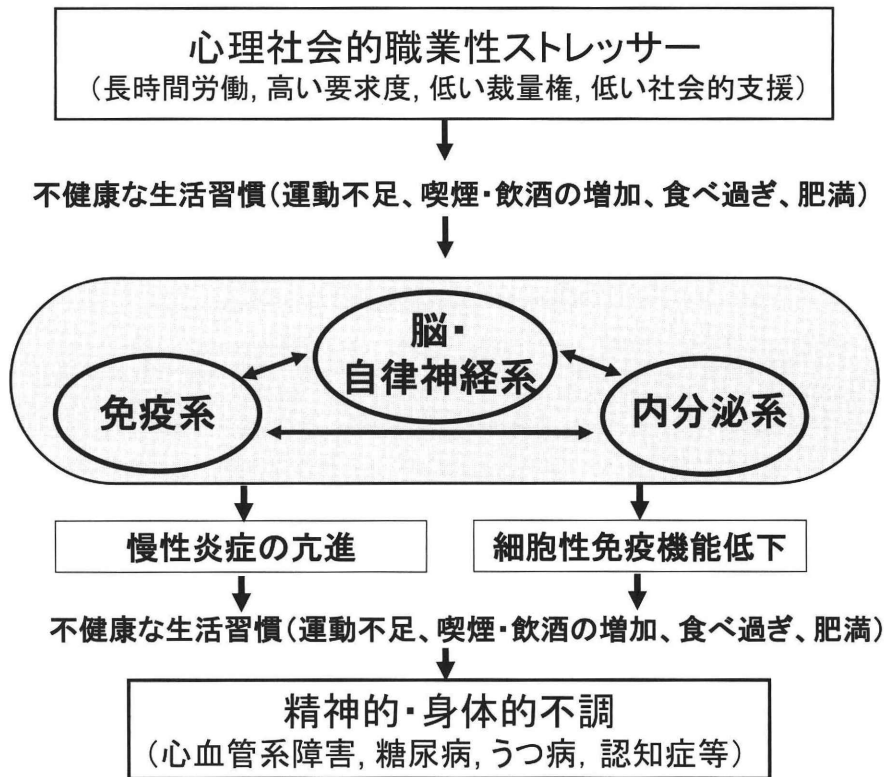 心理社会的職業性ストレッサー
（長時間労働, 高い要求度, 低い裁量権, 低い社会的支援）
不健康な生活習慣（運動不足、喫煙・飲酒の増加、食べ過ぎ、肥満）
脳・
自律神経系
免疫系
内分泌系
慢性炎症の亢進
細胞性免疫機能低下
不健康な生活習慣（運動不足、喫煙・飲酒の増加、食べ過ぎ、肥満）
精神的・身体的不調
（心血管系障害, 糖尿病, うつ病, 認知症等）